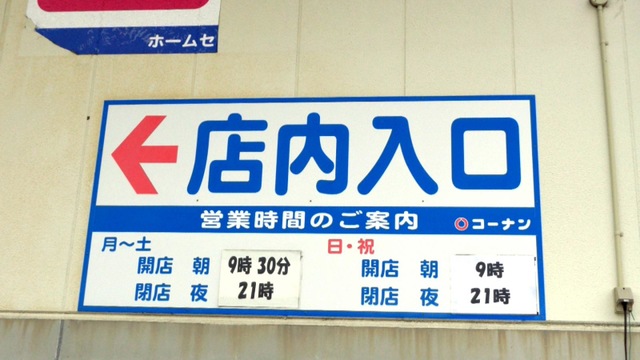 ホームセ
店内入口
営業時間のご案内 コーナン
月～土
開店 朝 9時30分
閉店 夜 21時
日・祝
開店 朝 9時
閉店 夜 21時